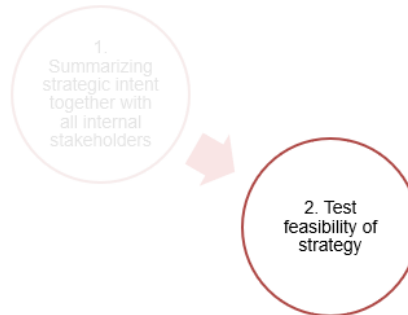 1.
Summarizing
strategic intent
together with
all internal
stakeholders
2. Test
feasibility of
strategy